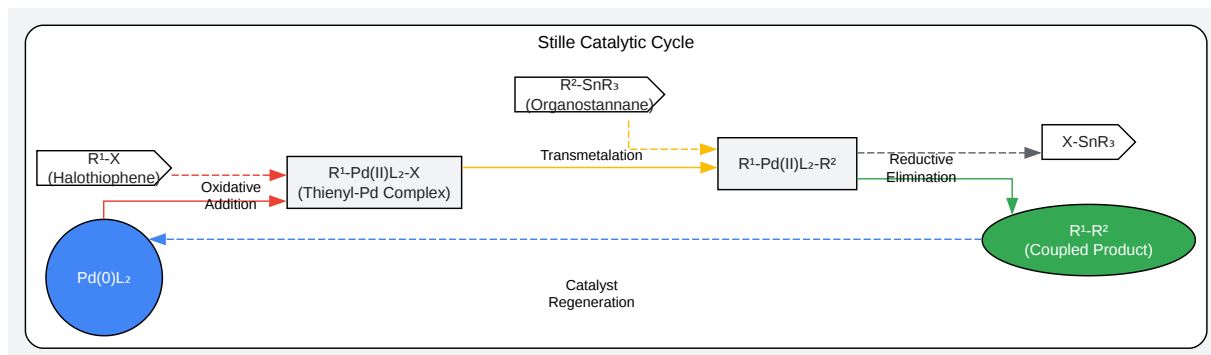 Stille Catalytic Cycle
R²-SnR₃
(Organostannane)
R¹-X
(Halothiophene)
Oxidative
Addition
R¹-Pd(II)L₂-X
(Thienyl-Pd Complex)
Transmetalation
R¹-Pd(II)L₂-R²
Reductive
Elimination
X-SnR₃
R¹-R²
(Coupled Product)
Pd(0)L₂
Catalyst
Regeneration